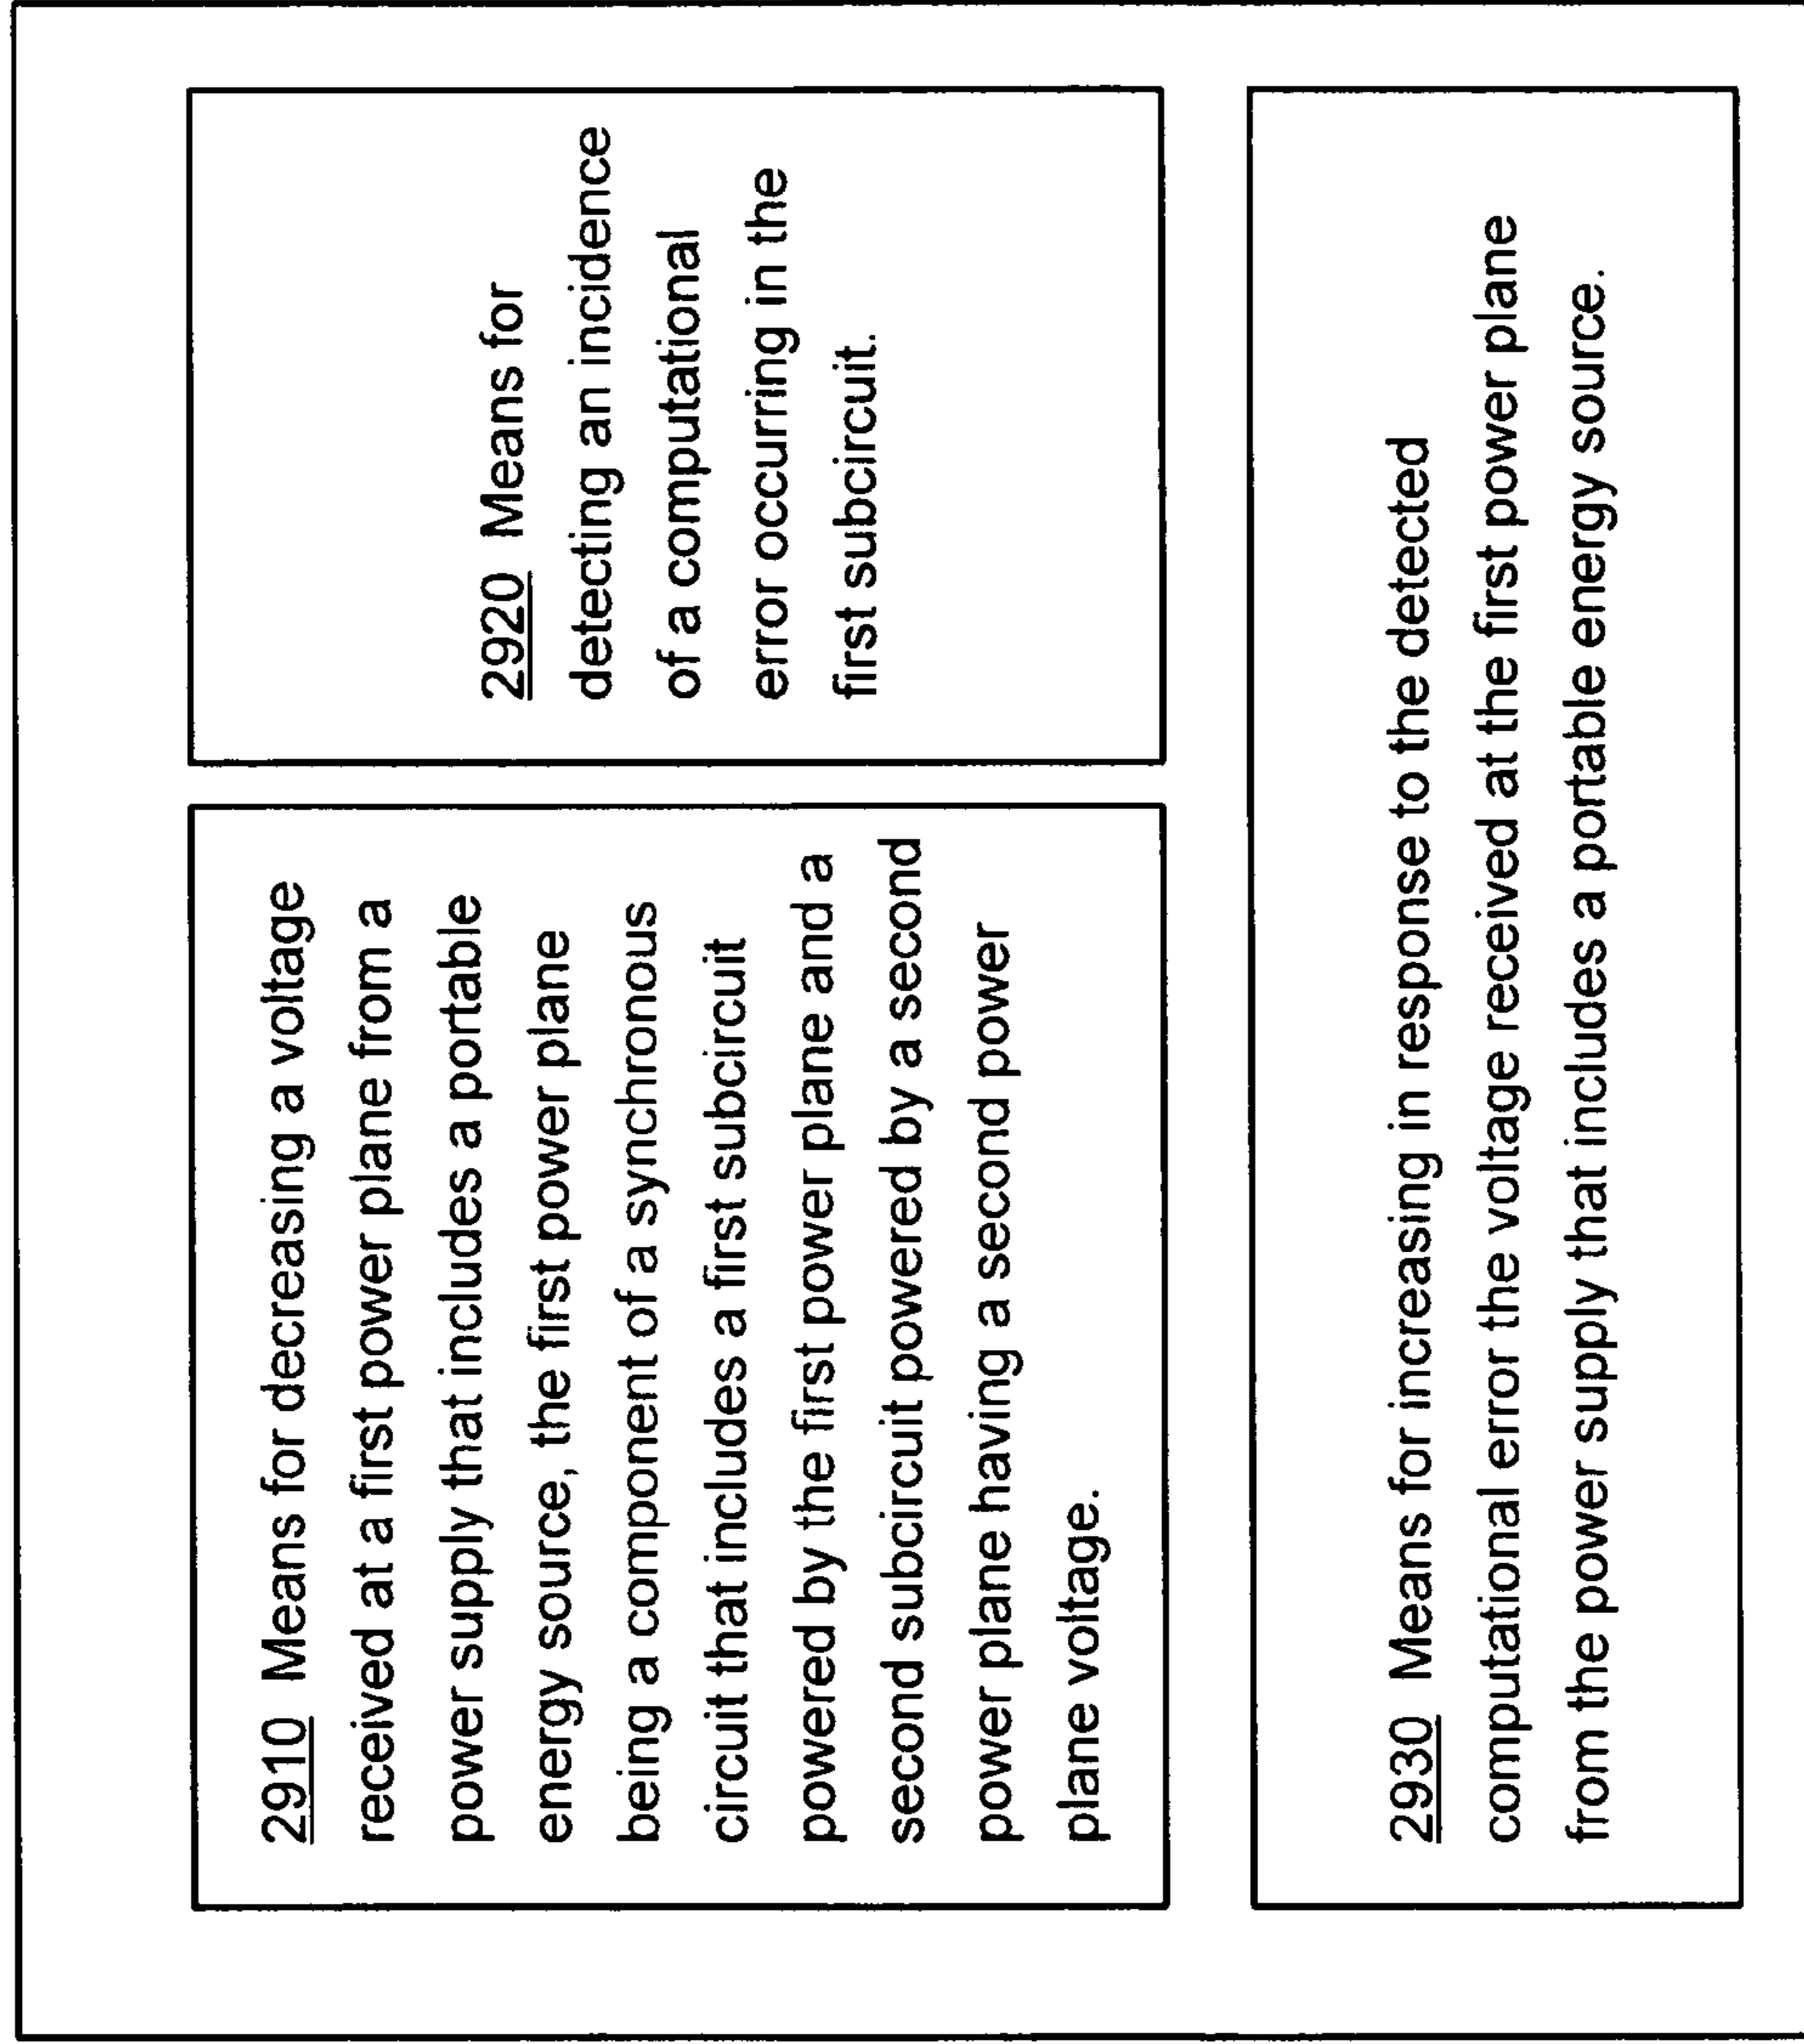 2910 Means for decreasing a voltage
received at a first power plane from a
power supply that includes a portable
energy source, the first power plane
being a component of a synchronous
circuit that includes a first subcircuit
powered by the first power plane and a
second subcircuit powered by a second
power plane having a second power
plane voltage.
2920 Means for
detecting an incidence
of a computational
error occurring in the
first subcircuit.
2930 Means for increasing in response to the detected
computational error the voltage received at the first power plane
from the power supply that includes a portable energy source.